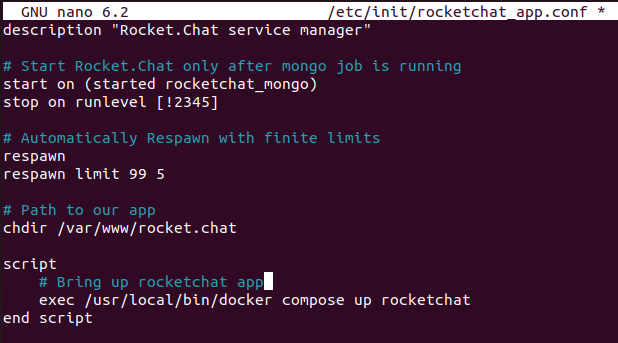 GNU nano 6.2 /etc/init/rocketchat_app.conf *
description "Rocket.Chat service manager"
# Start Rocket.Chat only after mongo job is running
start on (started rocketchat_mongo)
stop on runlevel [!2345]
# Automatically Respawn with finite limits
respawn
respawn limit 99 5
# Path to our app
chdir /var/www/rocket.chat
script
    # Bring up rocketchat app
    exec /usr/local/bin/docker compose up rocketchat
end script